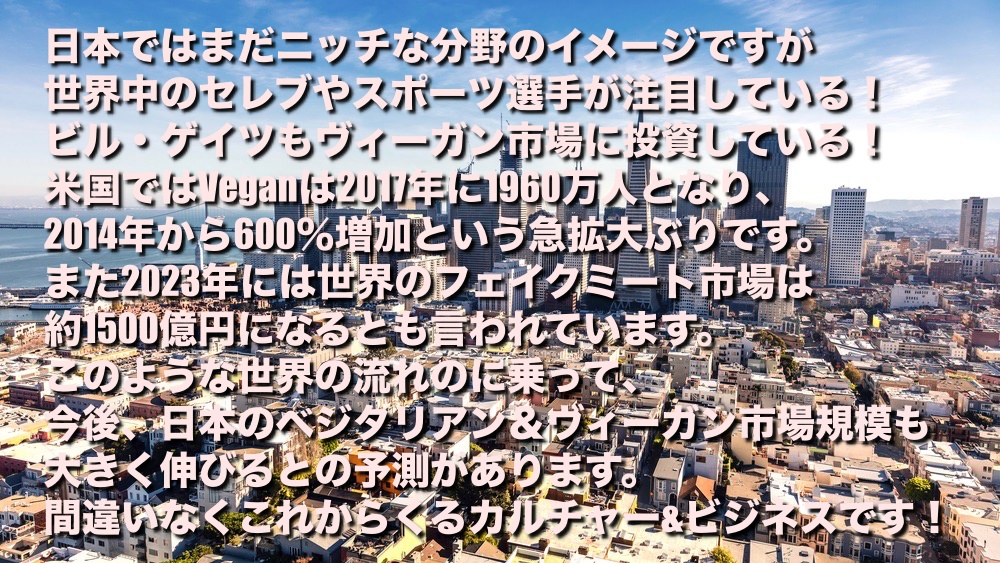 日本ではまだニッチな分野のイメージですが
世界中のセレブやスポーツ選手が注目している！
ビル・ゲイツもヴィーガン市場に投資している！
米国ではVeganは2017年に1960万人となり、
2014年から600％増加という急拡大ぶりです。
また2023年には世界のフェイクミート市場は
約1500億円になるとも言われています。
このような世界の流れのに乗って、
今後、日本のベジタリアン＆ヴィーガン市場規模も
大きく伸びるとの予測があります。
間違いなくこれからくるカルチャー&ビジネスです！